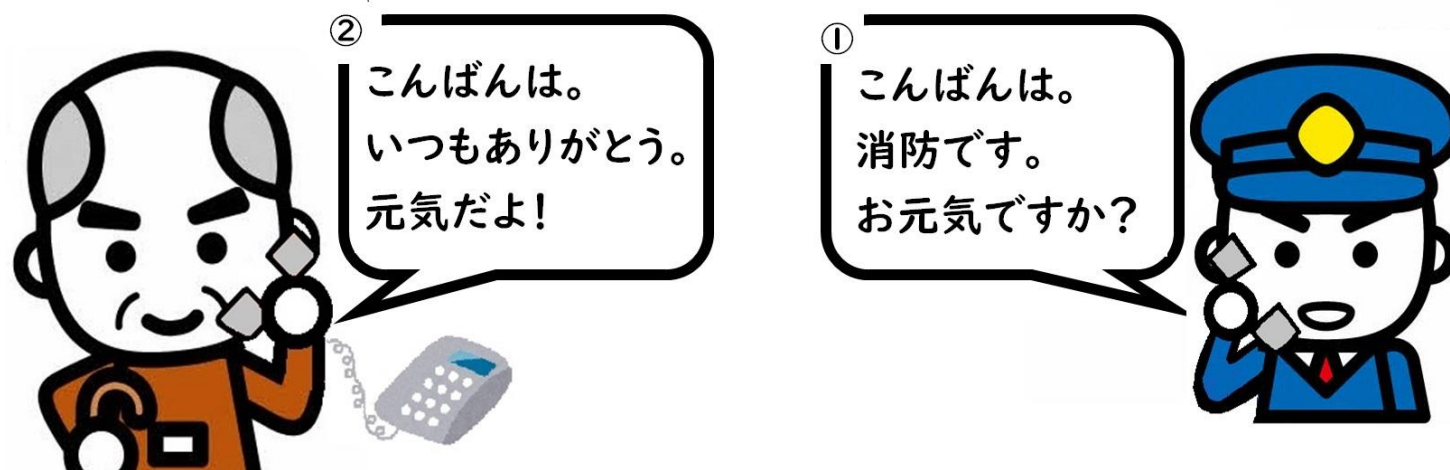 ①
こんばんは。
消防です。
お元気ですか?
②
こんばんは。
いつもありがとう。
元気だよ!